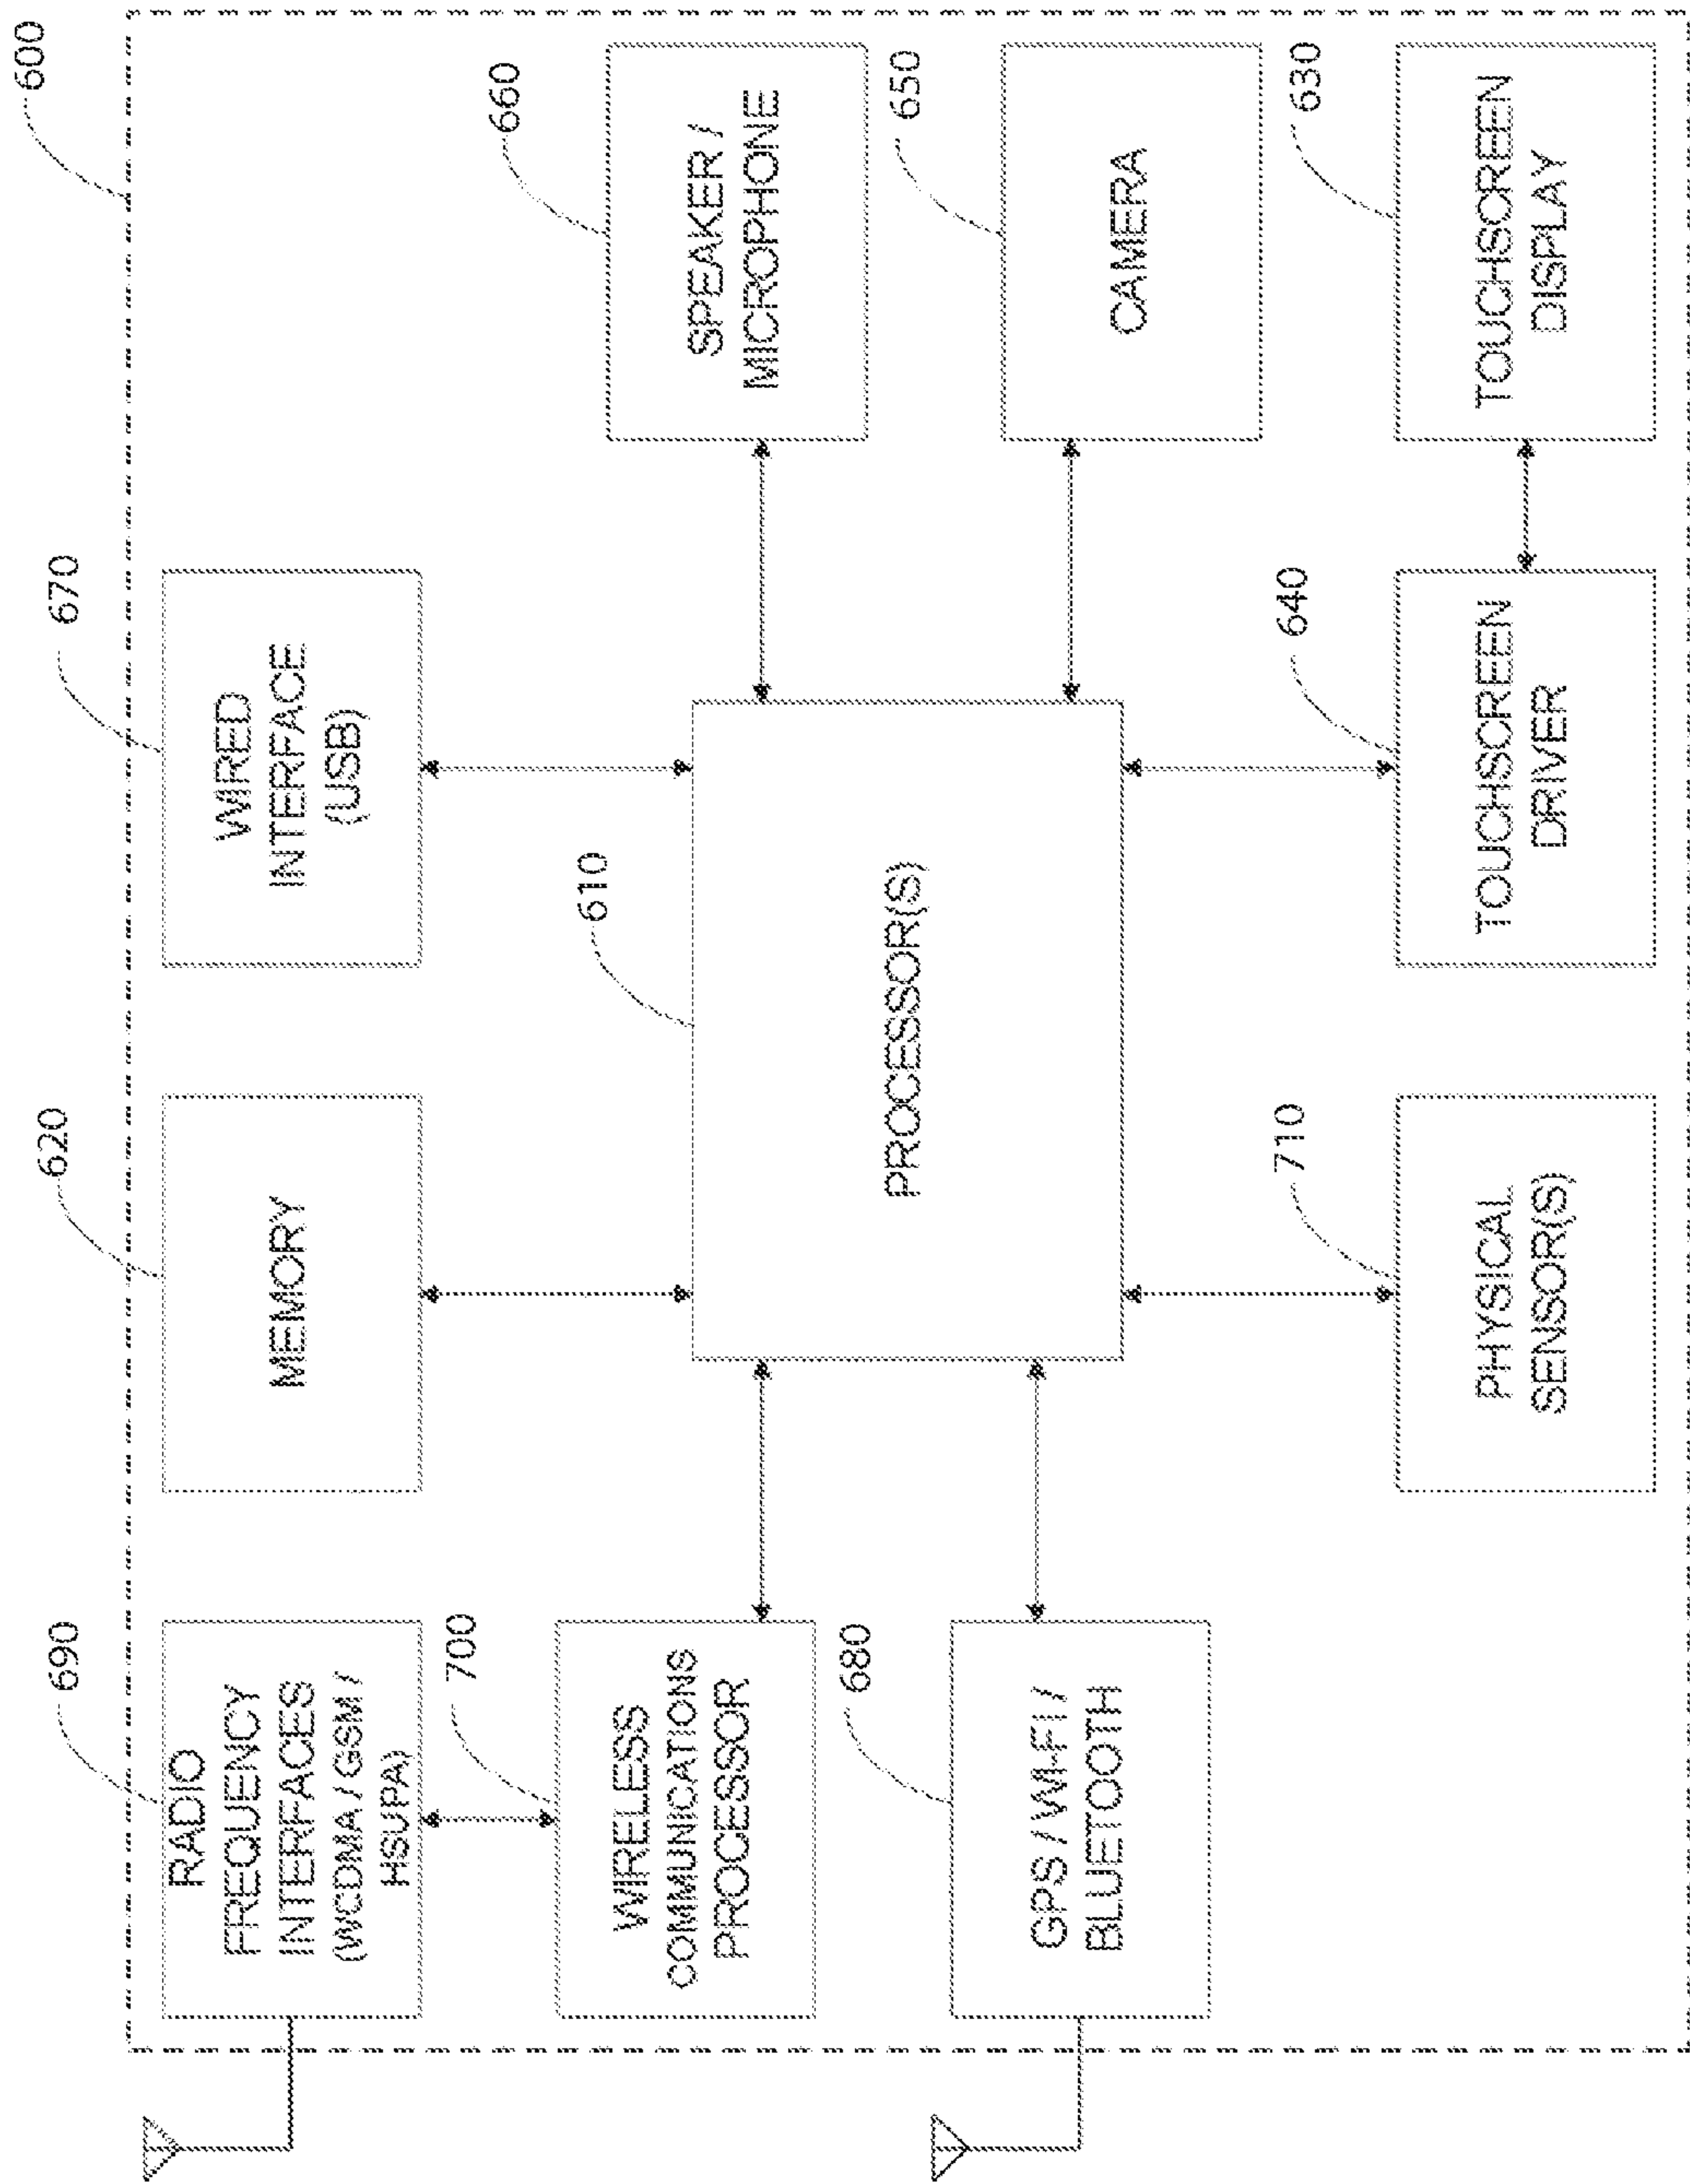 600
690
RADIO
FREQUENCY
INTERFACES
(WCDMA / GSM /
HSUPA)
620
MEMORY
670
WIRED
INTERFACE
(USB)
700
WIRELESS
COMMUNICATIONS
PROCESSOR
610
PROCESSOR(S)
660
SPEAKER /
MICROPHONE
680
GPS / WI-FI /
BLUETOOTH
650
CAMERA
710
PHYSICAL
SENSOR(S)
640
TOUCHSCREEN
DRIVER
630
TOUCHSCREEN
DISPLAY